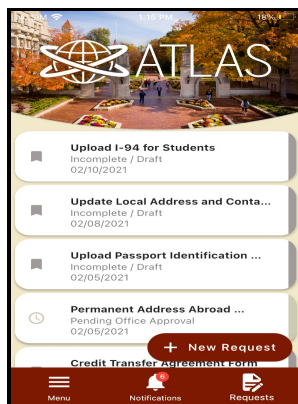 1:15 PM
18%
ATLAS
Upload I-94 for Students
Incomplete / Draft
02/10/2021
Update Local Address and Conta...
Incomplete / Draft
02/08/2021
Upload Passport Identification ...
Incomplete / Draft
02/05/2021
Permanent Address Abroad ...
Pending Office Approval
02/05/2021
+ New Request
Credit Transfer Agreement Form
6
Menu
Notifications
Requests